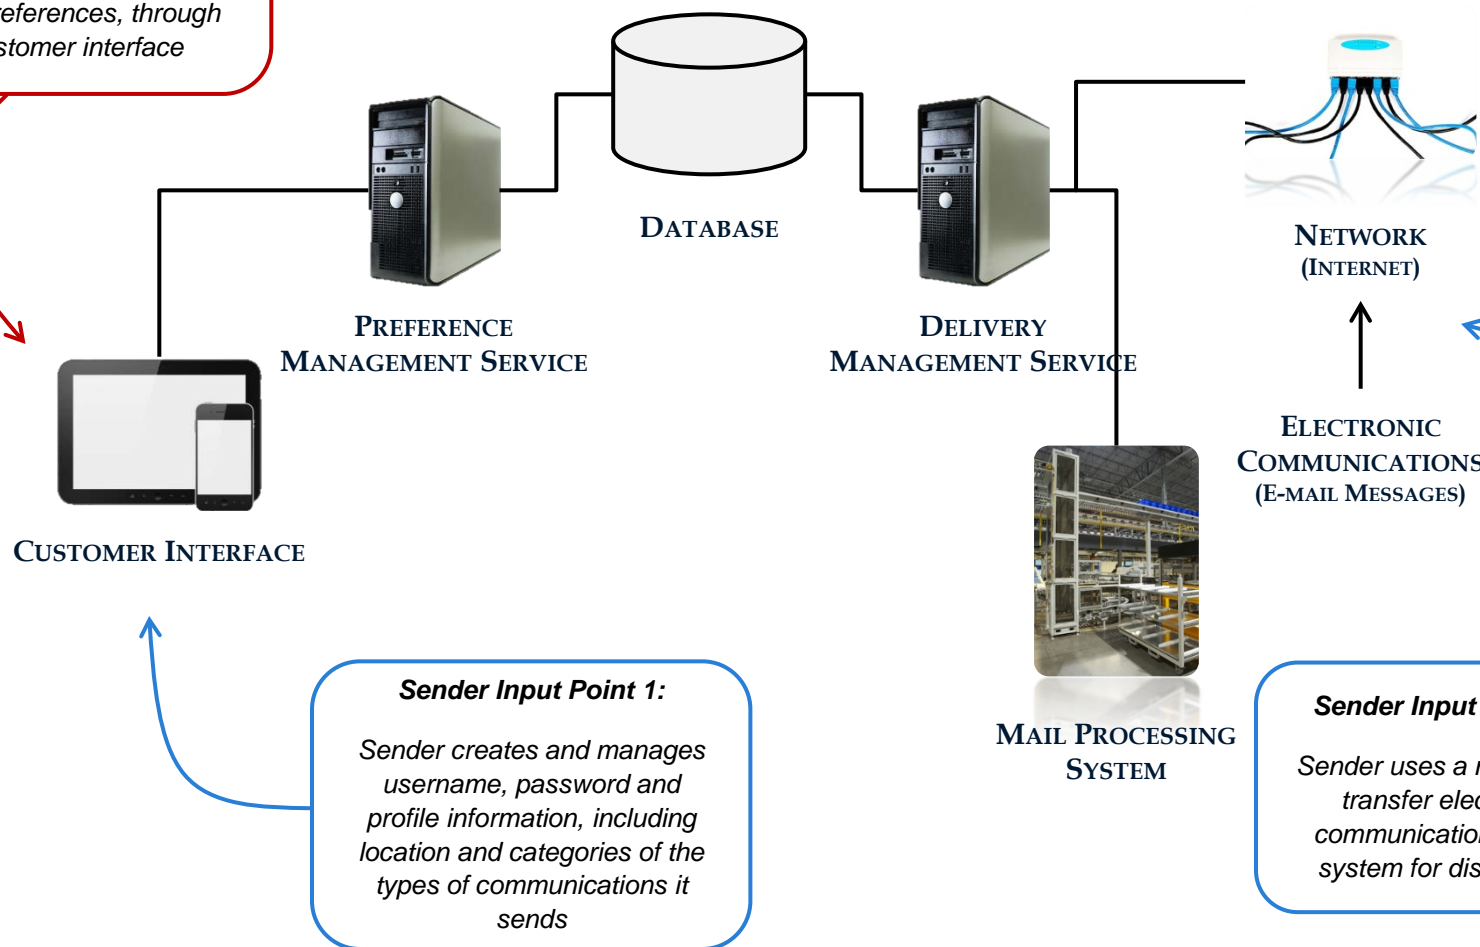 references, through
stomer interface
DATABASE
NETWORK
(INTERNET)
PREFERENCE
MANAGEMENT SERVICE
DELIVERY
MANAGEMENT SERVICE
ELECTRONIC
COMMUNICATIONS
(E-MAIL MESSAGES)
CUSTOMER INTERFACE
Sender Input Point 1:
Sender creates and manages
username, password and
profile information, including
location and categories of the
types of communications it
sends
MAIL PROCESSING
SYSTEM
Sender Input
Sender uses a
transfer elec
communication
system for dis